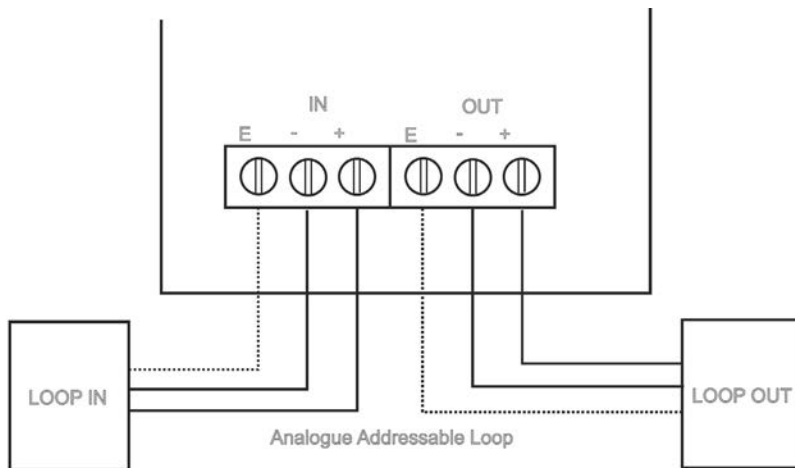 IN OUT
E - + E - +
LOOP IN LOOP OUT
Analogue Addressable Loop